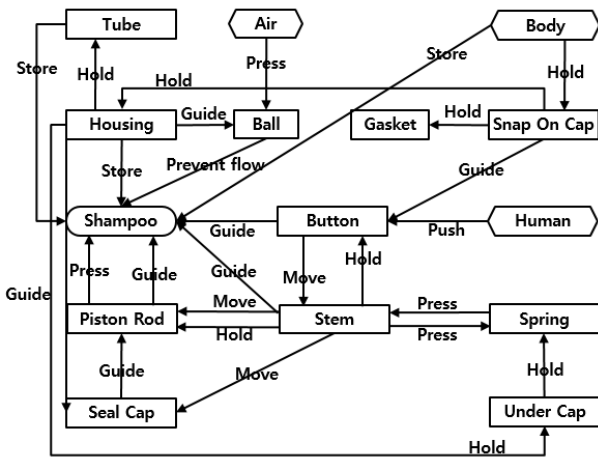 Tube
Air
Body
Store
Hold
Press
Store
Hold
Hold
Housing
Guide
Ball
Gasket
Hold
Snap On Cap
Store
Prevent flow
Guide
Shampoo
Guide
Button
Push
Human
Guide
Press
Guide
Guide
Move
Hold
Piston Rod
Move
Hold
Stem
Press
Press
Spring
Guide
Move
Hold
Seal Cap
Under Cap
Hold